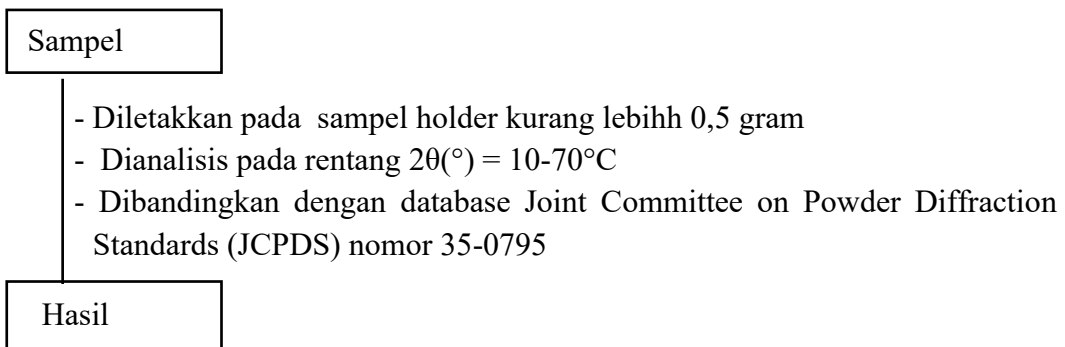 Sampel
- Diletakkan pada sampel holder kurang lebihh 0,5 gram
- Dianalisis pada rentang 2θ(°) = 10-70°C
- Dibandingkan dengan database Joint Committee on Powder Diffraction
Standards (JCPDS) nomor 35-0795
Hasil